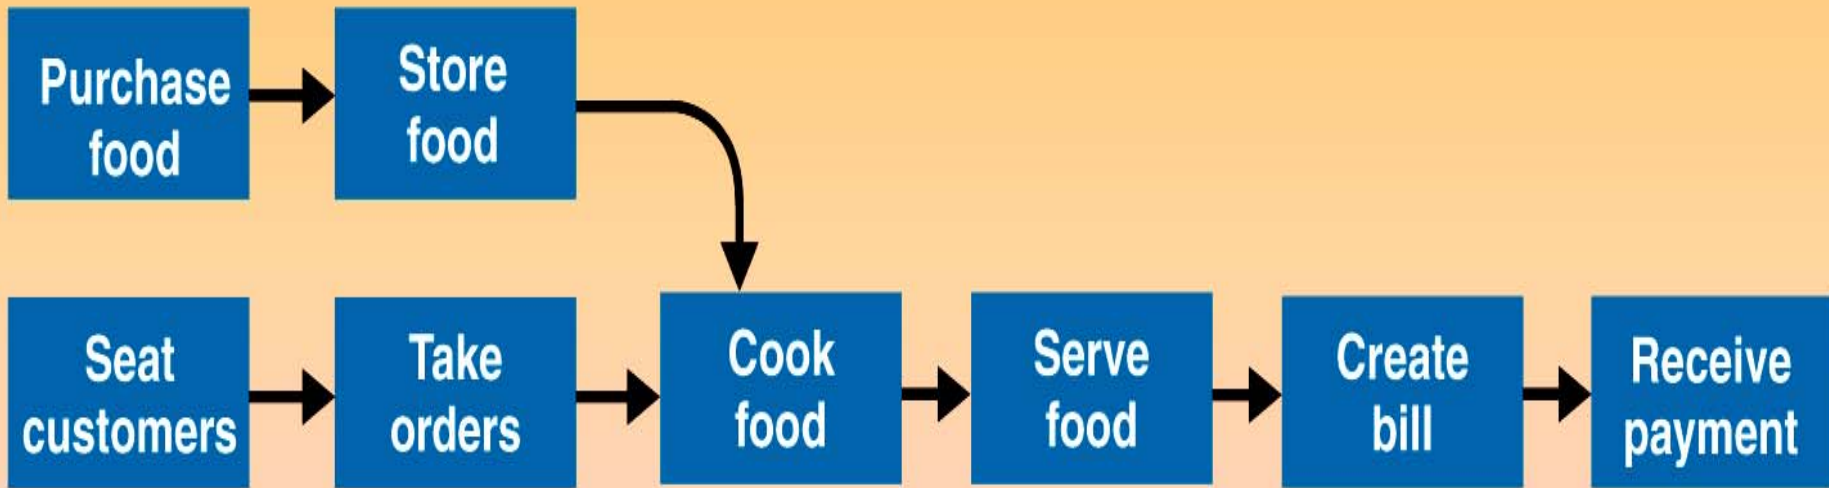 Purchase
food
Store
food
Seat
customers
Take
orders
Cook
food
Serve
food
Create
bill
Receive
payment